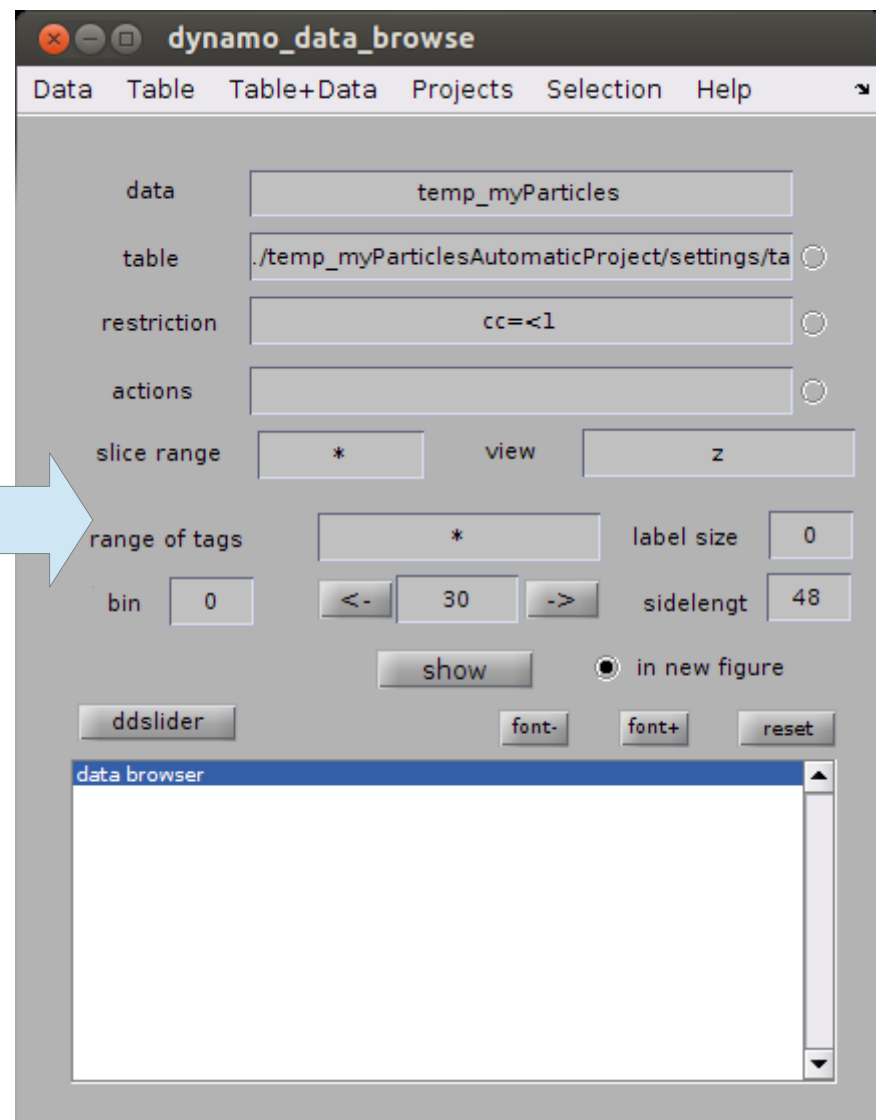 dynamo_data_browse
Data Table Table+Data Projects Selection Help
data temp_myParticles
table ./temp_myParticlesAutomaticProject/settings/ta
restriction cc=<1
actions
slice range * view z
range of tags * label size 0
bin 0 <- 30 -> sidelengt 48
show in new figure
ddslider font- font+ reset
data browser